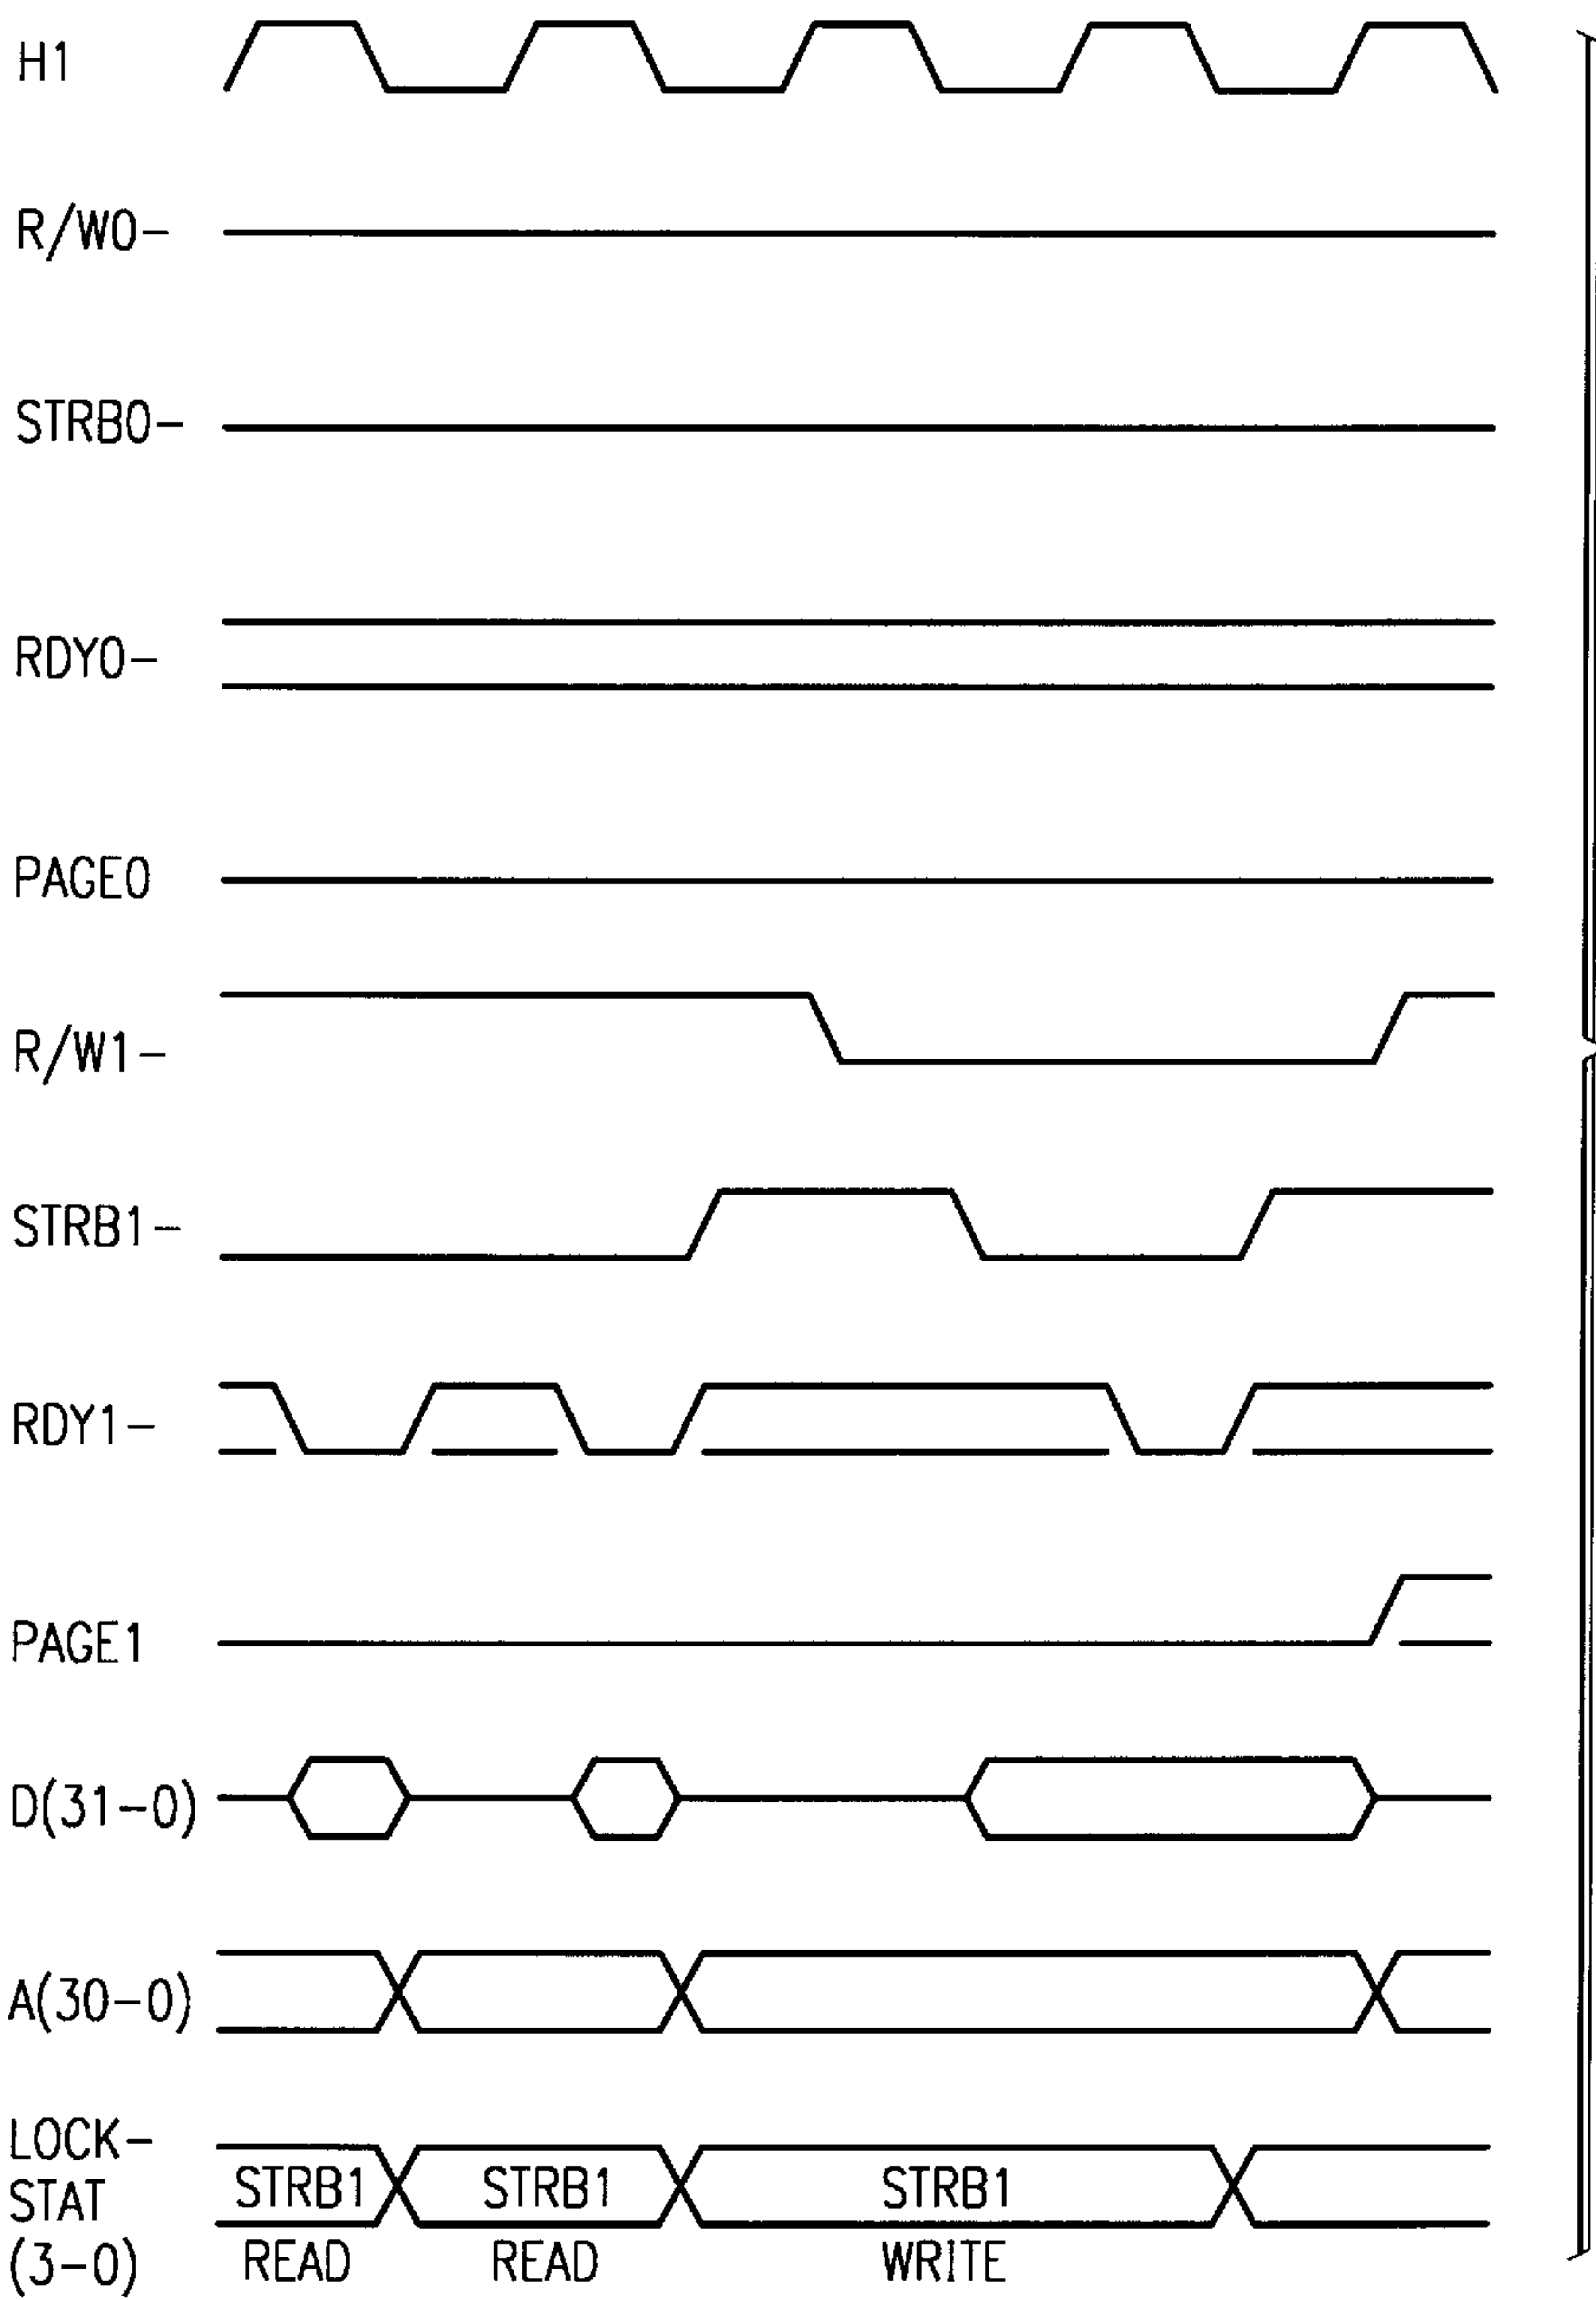 H1
R/W0-
STRB0-
RDY0-
PAGE0
R/W1-
STRB1-
RDY1-
PAGE1
D(31-0)
A(30-0)
LOCK-
STAT STRB1 STRB1 STRB1
(3-0) READ READ WRITE